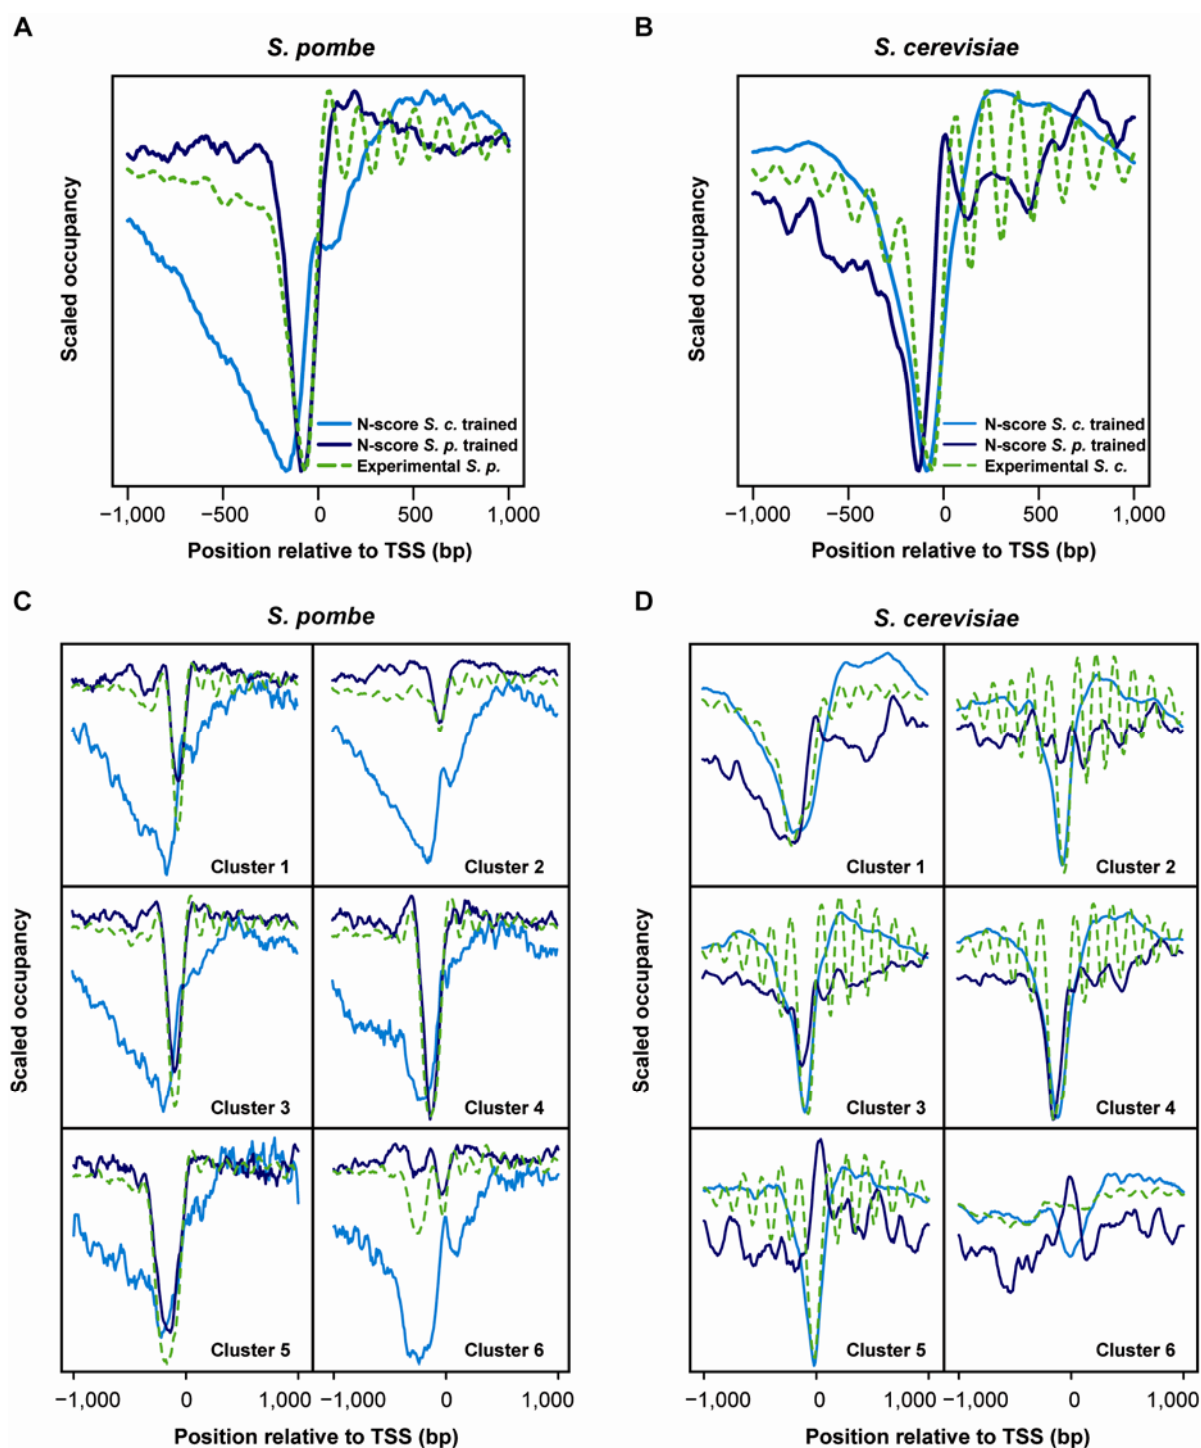 A
S. pombe
Scaled occupancy
N-score S. c. trained
N-score S. p. trained
Experimental S. p.
−1,000 −500 0 500 1,000
Position relative to TSS (bp)
B
S. cerevisiae
Scaled occupancy
N-score S. c. trained
N-score S. p. trained
Experimental S. c.
−1,000 −500 0 500 1,000
Position relative to TSS (bp)
C
S. pombe
Scaled occupancy
Cluster 1
Cluster 2
Cluster 3
Cluster 4
Cluster 5
Cluster 6
−1,000 0 1,000 −1,000 0 1,000
Position relative to TSS (bp)
D
S. cerevisiae
Scaled occupancy
Cluster 1
Cluster 2
Cluster 3
Cluster 4
Cluster 5
Cluster 6
−1,000 0 1,000 −1,000 0 1,000
Position relative to TSS (bp)